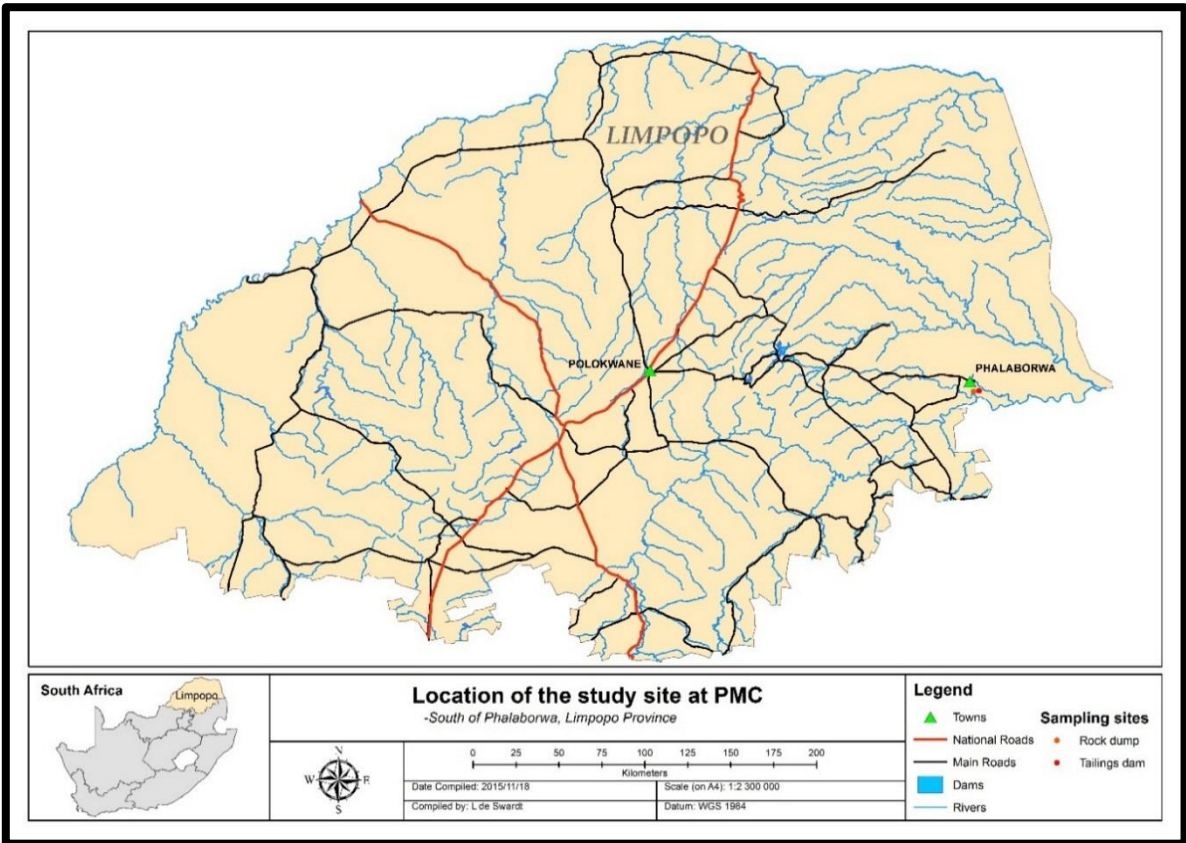 LIMPOPO
POLOKWANE
PHALABORWA
South Africa
Limpopo
Location of the study site at PMC
-South of Phalaborwa, Limpopo Province
N
W E
S
0 25 50 75 100 125 150 175 200
Kilometers
Date Compiled: 2015/11/18
Scale (on A4): 1:2 300 000
Compiled by: L de Swardt
Datum: WGS 1984
Legend
Towns
National Roads
Main Roads
Dams
Rivers
Sampling sites
Rock dump
Tailings dam